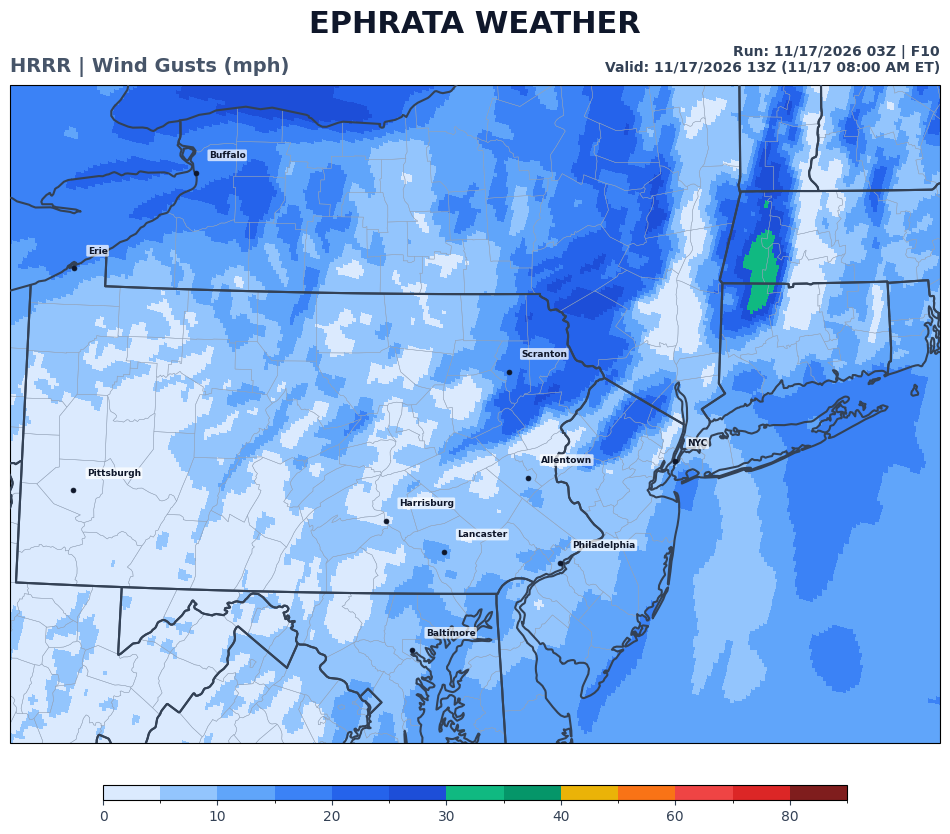 EPHRATA WEATHER
HRRR | Wind Gusts (mph)
Run: 11/17/2026 03Z | F10
Valid: 11/17/2026 13Z (11/17 08:00 AM ET)
Buffalo
Erie
Scranton
NYC
Allentown
Pittsburgh
Harrisburg
Lancaster
Philadelphia
Baltimore
0 10 20 30 40 50 60 70 80